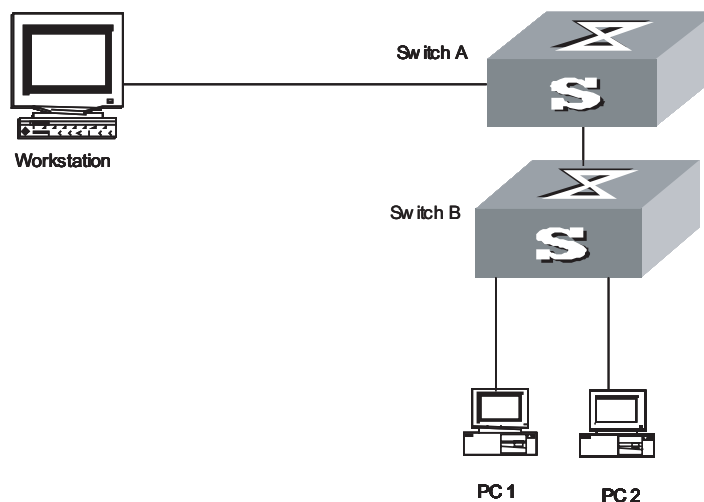 Switch A
S
Workstation
Switch B
S
PC 1
PC 2